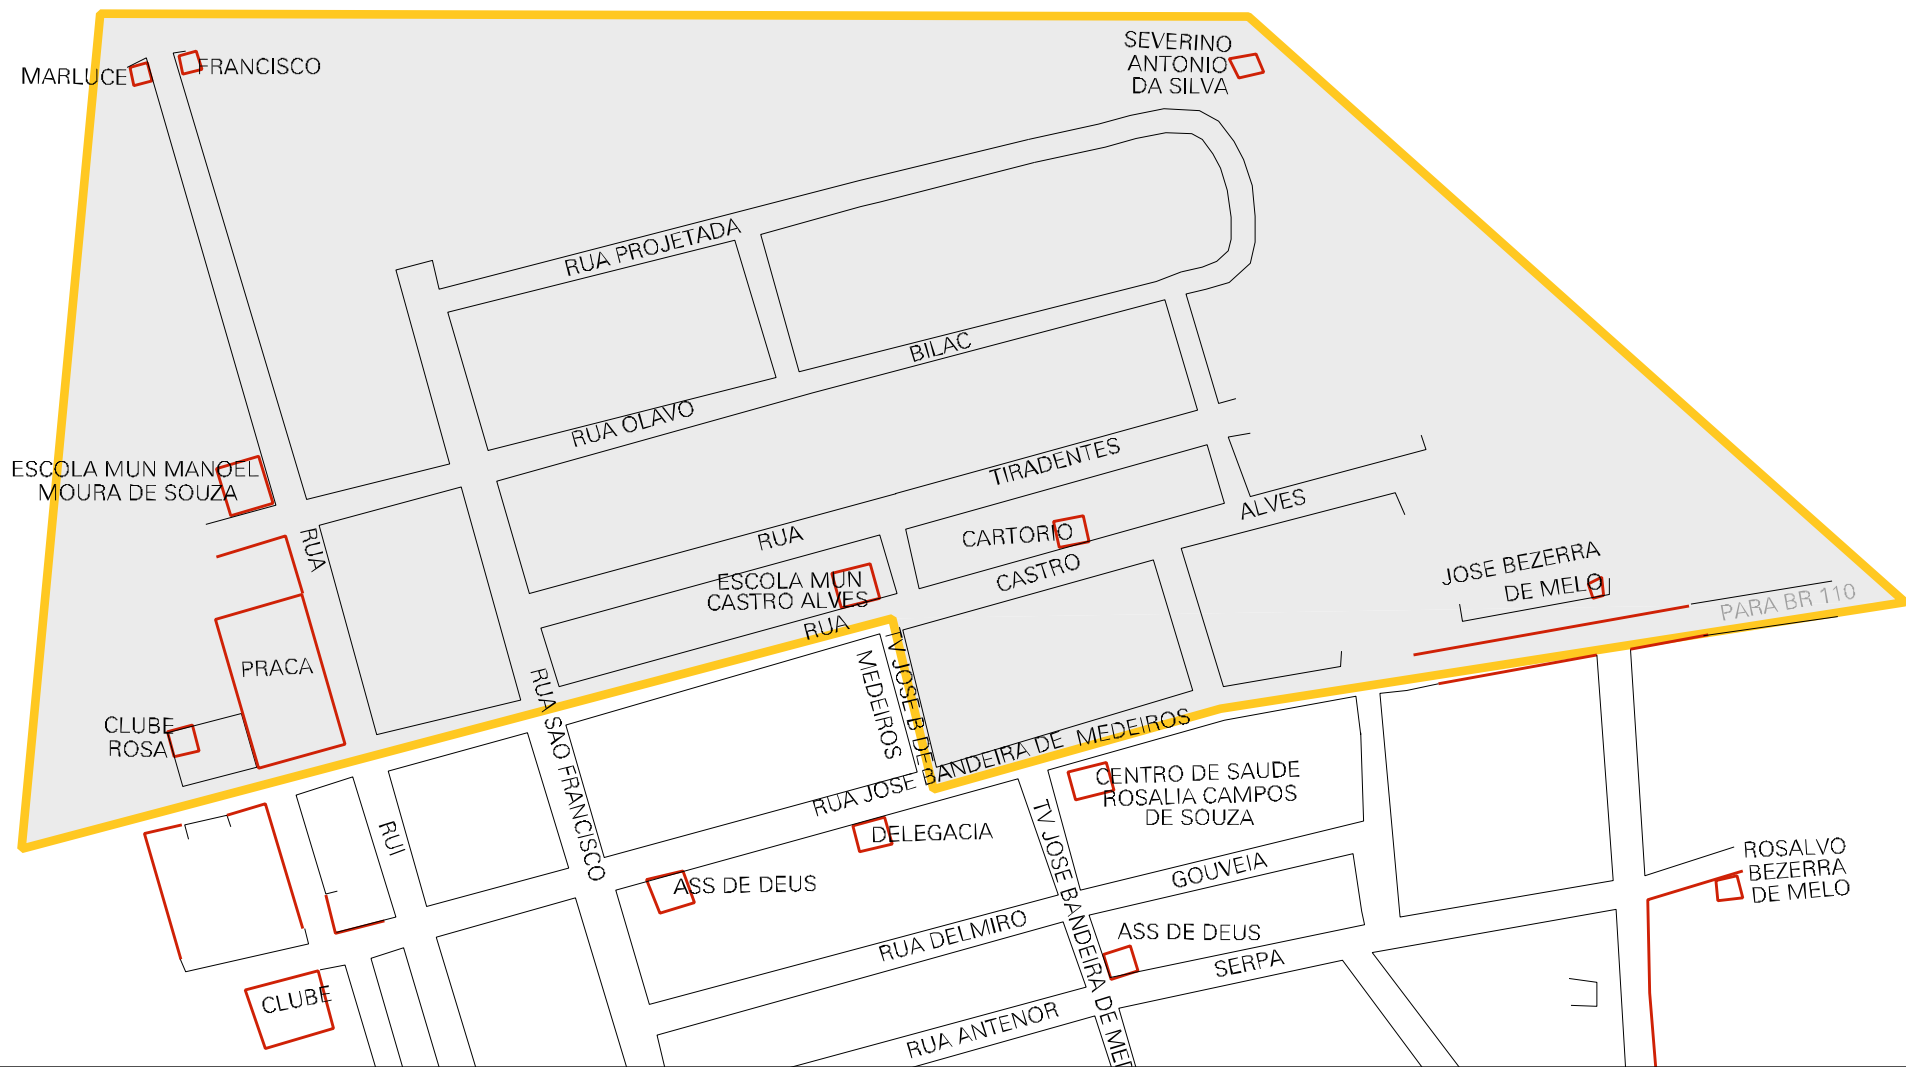 SEVERINO
ANTONIO
DA SILVA
MARLUCE
FRANCISCO
RUA PROJETADA
BILAC
RUA OLAVO
TIRADENTES
RUA
ESCOLA MUN MANOEL
MOURA DE SOUZA
RUA
ALVES
CARTORIO
CASTRO
ESCOLA MUN
CASTRO ALVES
RUA
JOSE BEZERRA
DE MELO
PARA BR 110
PRACA
CLUBE
ROSA
RUA SAO FRANCISCO
TV JOSE B DE
MEDEIROS
RUA JOSE BANDEIRA DE MEDEIROS
CENTRO DE SAUDE
ROSALIA CAMPOS
DE SOUZA
RUI
DELEGACIA
TV JOSE BANDEIRA DE MED
ASS DE DEUS
GOUVEIA
RUA DELMIRO
ROSALVO
BEZERRA
DE MELO
ASS DE DEUS
SERPA
RUA ANTENOR
CLUBE